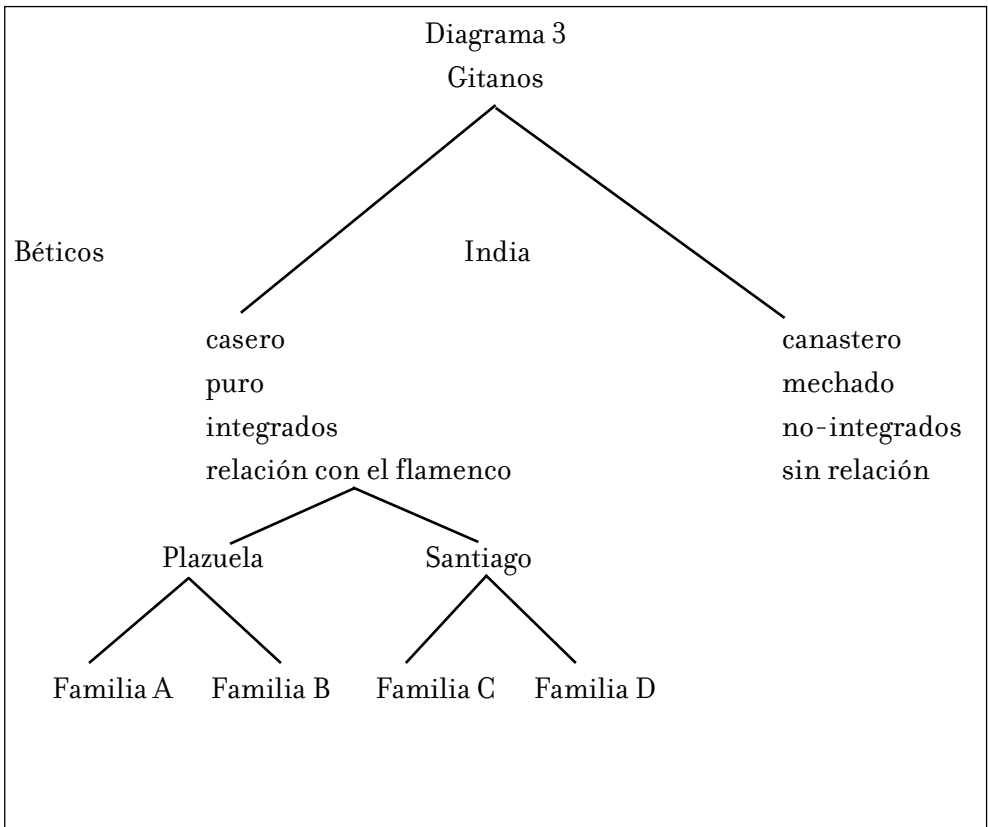 Diagrama 3
Gitanos
Béticos India
casero canastero
puro mechado
integrados no-integrados
relación con el flamenco sin relación
Plazuela Santiago
Familia A Familia B Familia C Familia D